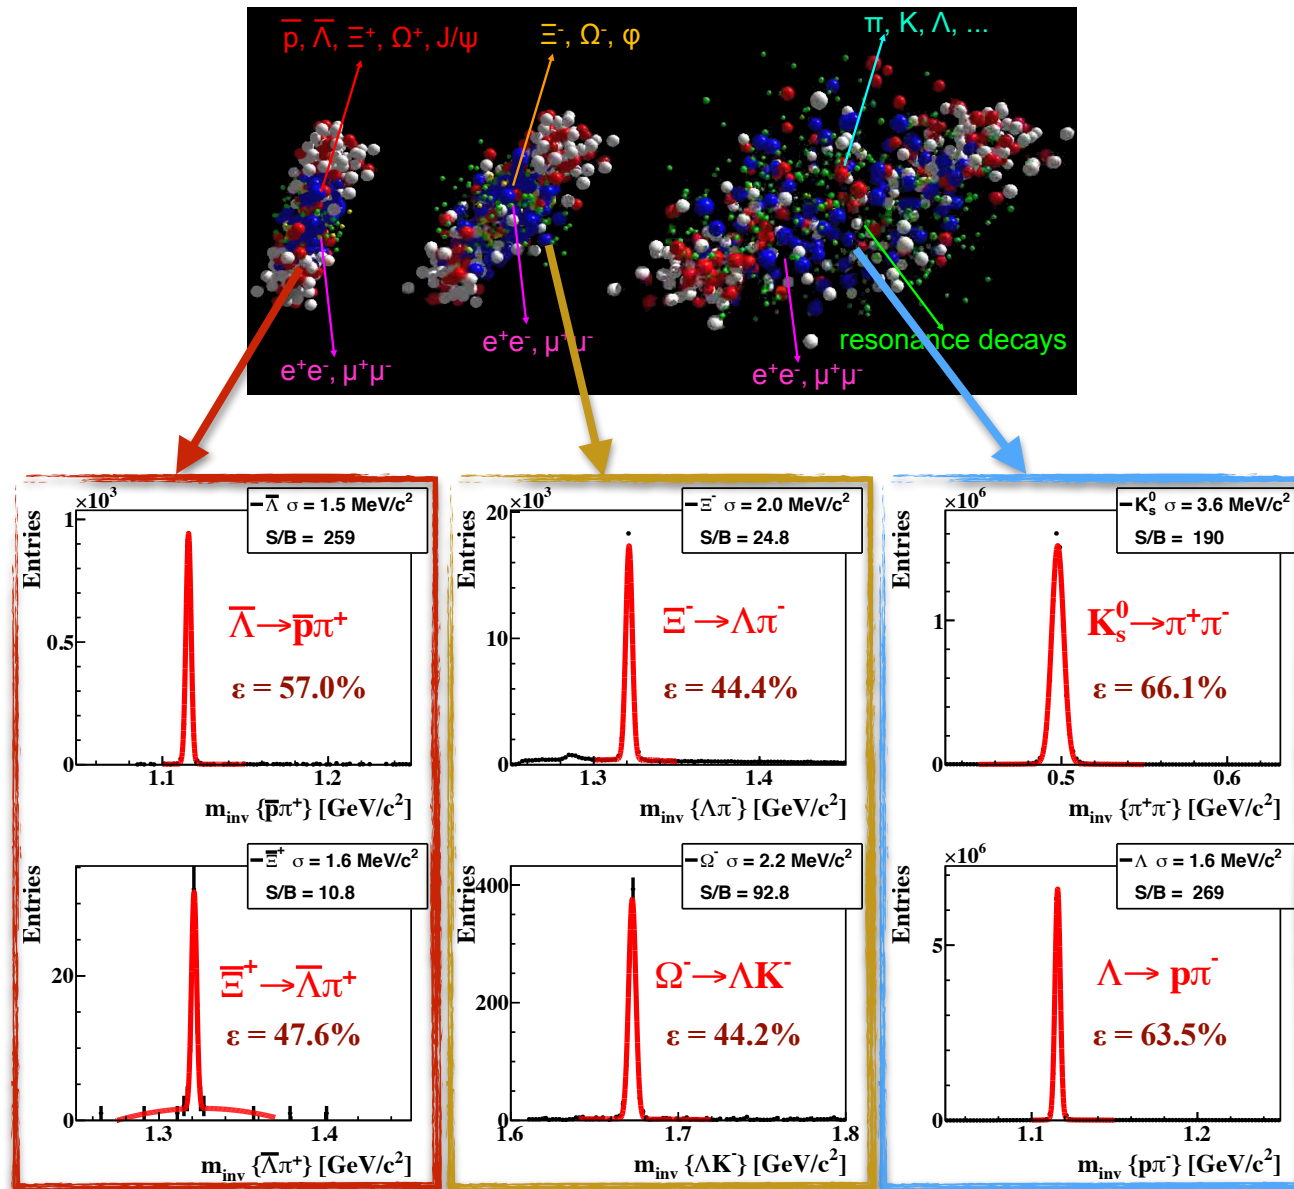 p̅, Λ̅, Ξ⁺, Ω⁺, J/ψ
Ξ⁻, Ω⁻, φ
π, K, Λ, ...
e⁺e⁻, μ⁺μ⁻
e⁺e⁻, μ⁺μ⁻
e⁺e⁻, μ⁺μ⁻
resonance decays
×10³
Entries
Λ̅ σ = 1.5 MeV/c²
S/B = 259
Λ̅→p̅π⁺
ε = 57.0%
1
0.5
0
1.1 1.2
m_inv {p̅π⁺} [GeV/c²]
×10³
Entries
Ξ⁻ σ = 2.0 MeV/c²
S/B = 24.8
Ξ⁻→Λπ⁻
ε = 44.4%
20
10
0
1.3 1.4
m_inv {Λπ⁻} [GeV/c²]
×10⁶
Entries
K_s⁰ σ = 3.6 MeV/c²
S/B = 190
K_s⁰→π⁺π⁻
ε = 66.1%
1
0
0.5 0.6
m_inv {π⁺π⁻} [GeV/c²]
Entries
Ξ̅⁺ σ = 1.6 MeV/c²
S/B = 10.8
Ξ̅⁺→Λ̅π⁺
ε = 47.6%
20
0
1.3 1.4
m_inv {Λ̅π⁺} [GeV/c²]
Entries
Ω⁻ σ = 2.2 MeV/c²
S/B = 92.8
Ω⁻→ΛK⁻
ε = 44.2%
400
200
0
1.6 1.7 1.8
m_inv {ΛK⁻} [GeV/c²]
×10⁶
Entries
Λ σ = 1.6 MeV/c²
S/B = 269
Λ→ pπ⁻
ε = 63.5%
5
0
1.1 1.2
m_inv {pπ⁻} [GeV/c²]